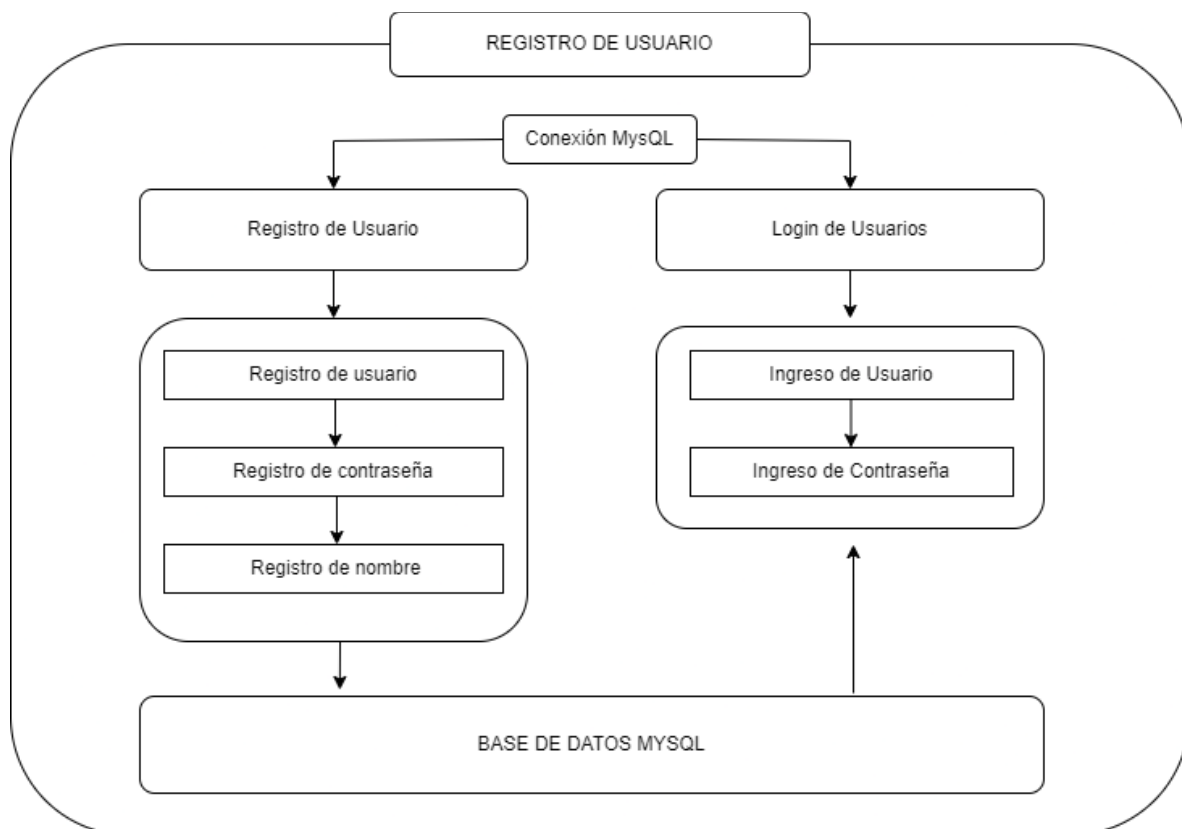 REGISTRO DE USUARIO
Conexión MysQL
Registro de Usuario
Login de Usuarios
Registro de usuario
Ingreso de Usuario
Registro de contraseña
Ingreso de Contraseña
Registro de nombre
BASE DE DATOS MYSQL